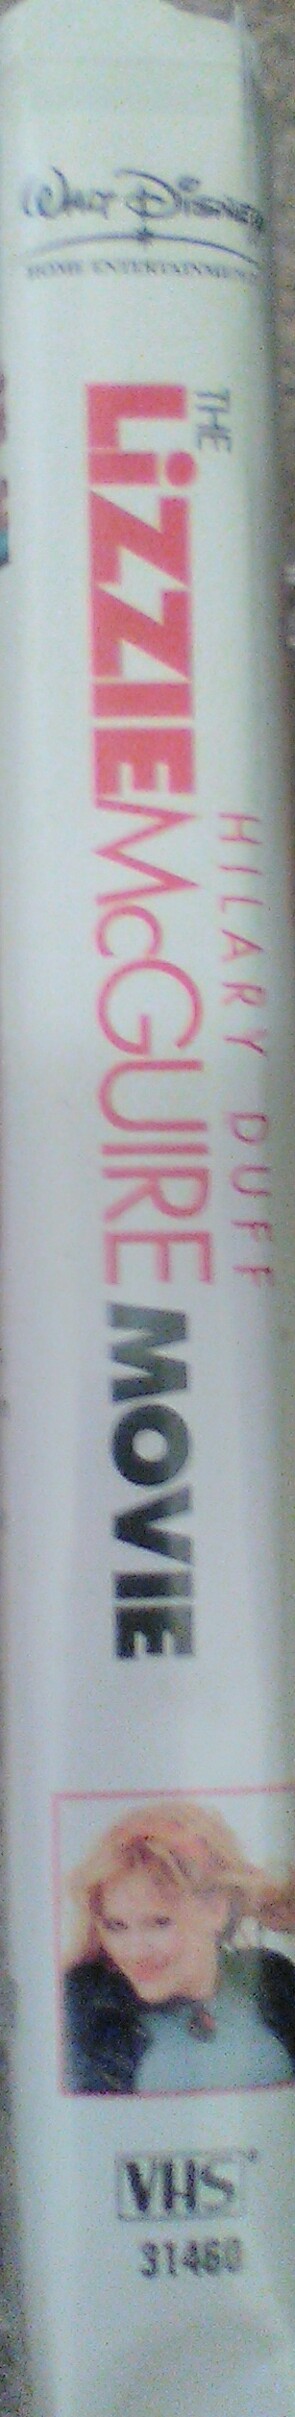 WALT DISNEY
HOME ENTERTAINMENT
HILARY DUFF
THE
LiZZIE McGUIRE MOVIE
VHS
31460